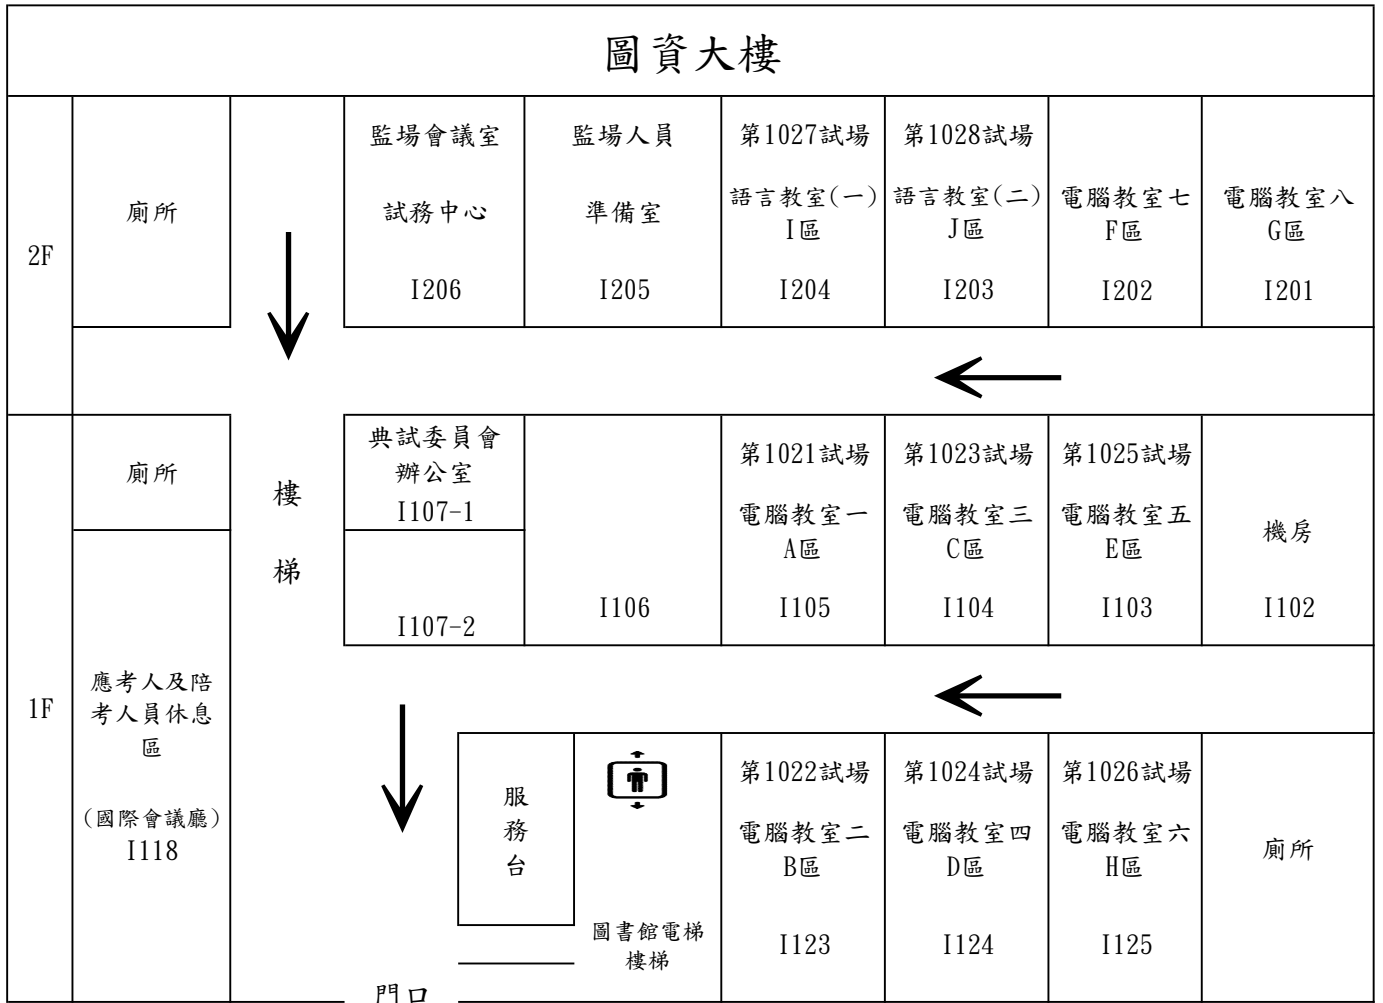 圖資大樓
2F
廁所
監場會議室
試務中心
I206
監場人員
準備室
I205
第1027試場
語言教室(一)
I區
I204
第1028試場
語言教室(二)
J區
I203
電腦教室七
F區
I202
電腦教室八
G區
I201
1F
廁所
應考人及陪
考人員休息
區
(國際會議廳)
I118
樓
梯
典試委員會
辦公室
I107-1
I107-2
I106
第1021試場
電腦教室一
A區
I105
第1023試場
電腦教室三
C區
I104
第1025試場
電腦教室五
E區
I103
機房
I102
服
務
台
圖書館電梯
樓梯
第1022試場
電腦教室二
B區
I123
第1024試場
電腦教室四
D區
I124
第1026試場
電腦教室六
H區
I125
廁所
門口